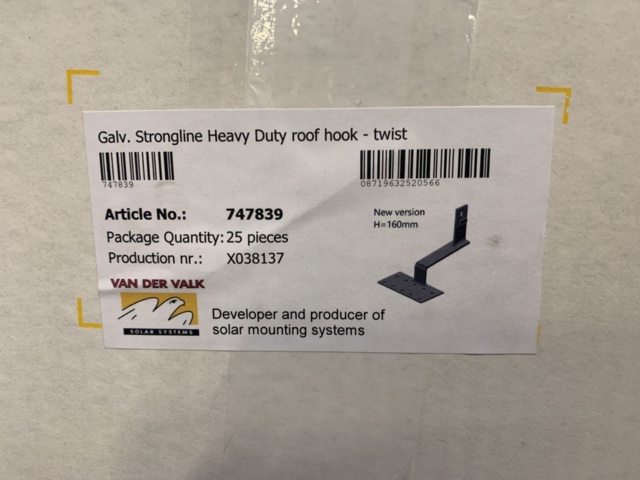 Galv. Strongline Heavy Duty roof hook - twist
747839
08719632520566
Article No.: 747839
New version
H=160mm
Package Quantity: 25 pieces
Production nr.: X038137
VAN DER VALK
SOLAR SYSTEMS
Developer and producer of
solar mounting systems